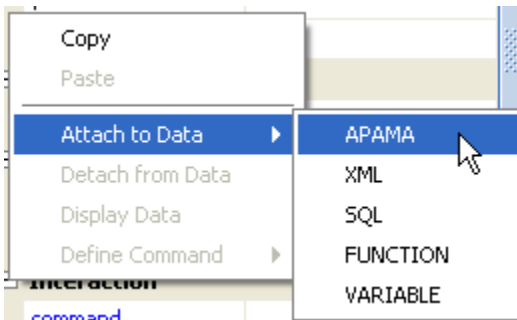 Copy
Paste
Attach to Data
Detach from Data
Display Data
Define Command
APAMA
XML
SQL
FUNCTION
VARIABLE
Interaction
command